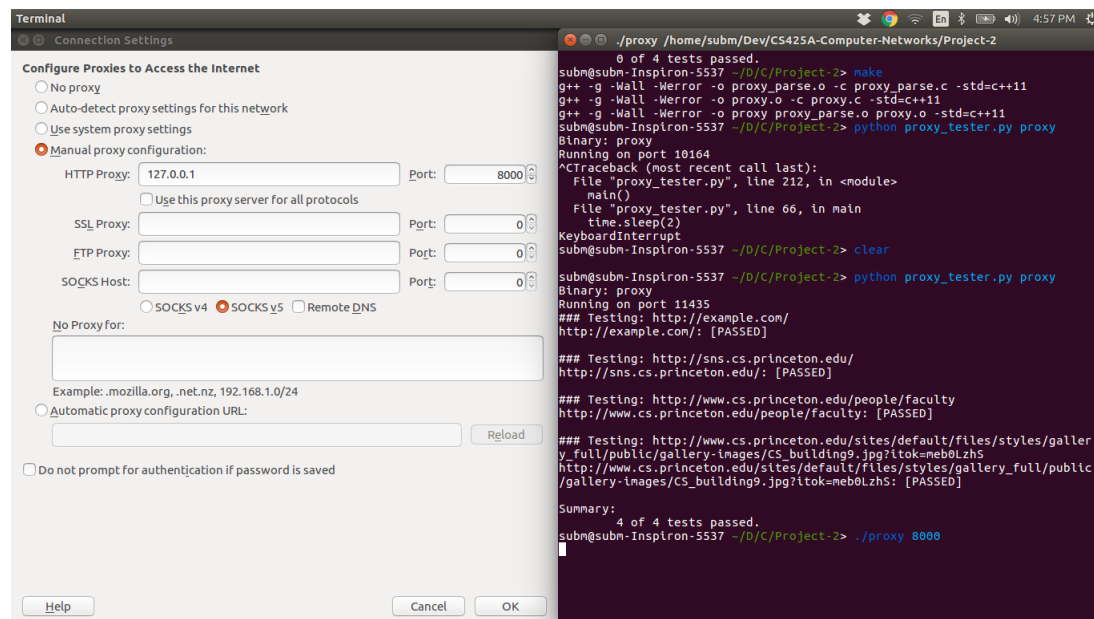 Terminal
En
4:57 PM
Connection Settings
Configure Proxies to Access the Internet
No proxy
Auto-detect proxy settings for this network
Use system proxy settings
Manual proxy configuration:
HTTP Proxy: 127.0.0.1 Port: 8000
Use this proxy server for all protocols
SSL Proxy: Port: 0
FTP Proxy: Port: 0
SOCKS Host: Port: 0
SOCKS v4 SOCKS v5 Remote DNS
No Proxy for:
Example: .mozilla.org, .net.nz, 192.168.1.0/24
Automatic proxy configuration URL:
Reload
Do not prompt for authentication if password is saved
Help Cancel OK
./proxy /home/subm/Dev/CS425A-Computer-Networks/Project-2
0 of 4 tests passed.
subm@subm-Inspiron-5537 ~/D/C/Project-2> make
g++ -g -Wall -Werror -o proxy_parse.o -c proxy_parse.c -std=c++11
g++ -g -Wall -Werror -o proxy.o -c proxy.c -std=c++11
g++ -g -Wall -Werror -o proxy proxy_parse.o proxy.o -std=c++11
subm@subm-Inspiron-5537 ~/D/C/Project-2> python proxy_tester.py proxy
Binary: proxy
Running on port 10164
^CTraceback (most recent call last):
File "proxy_tester.py", line 212, in <module>
main()
File "proxy_tester.py", line 66, in main
time.sleep(2)
KeyboardInterrupt
subm@subm-Inspiron-5537 ~/D/C/Project-2> clear
subm@subm-Inspiron-5537 ~/D/C/Project-2> python proxy_tester.py proxy
Binary: proxy
Running on port 11435
### Testing: http://example.com/
http://example.com/: [PASSED]
### Testing: http://sns.cs.princeton.edu/
http://sns.cs.princeton.edu/: [PASSED]
### Testing: http://www.cs.princeton.edu/people/faculty
http://www.cs.princeton.edu/people/faculty: [PASSED]
### Testing: http://www.cs.princeton.edu/sites/default/files/styles/galler
y_full/public/gallery-images/CS_building9.jpg?itok=meb0LzhS
http://www.cs.princeton.edu/sites/default/files/styles/gallery_full/public
/gallery-images/CS_building9.jpg?itok=meb0LzhS: [PASSED]
Summary:
4 of 4 tests passed.
subm@subm-Inspiron-5537 ~/D/C/Project-2> ./proxy 8000